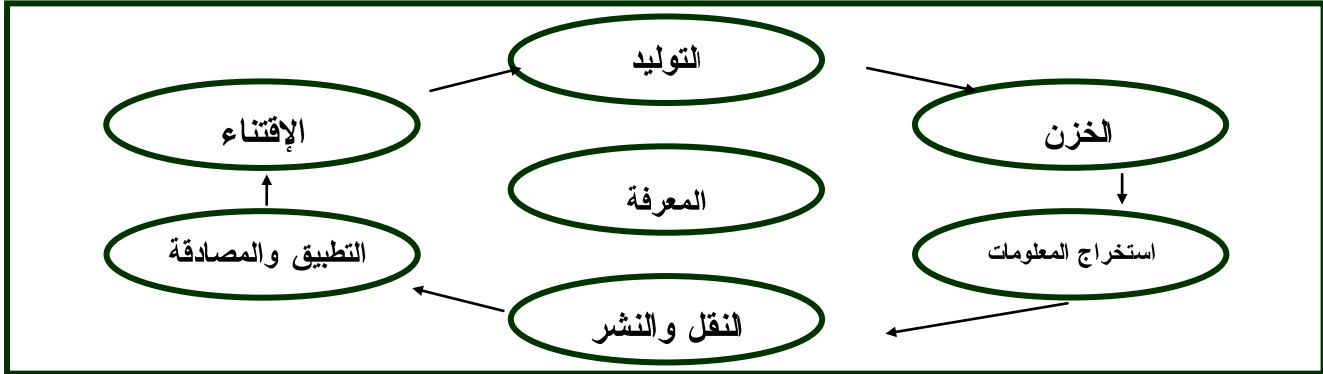 التوليد
الخزن
الإقتناء
المعرفة
استخراج المعلومات
التطبيق والمصادقة
النقل والنشر